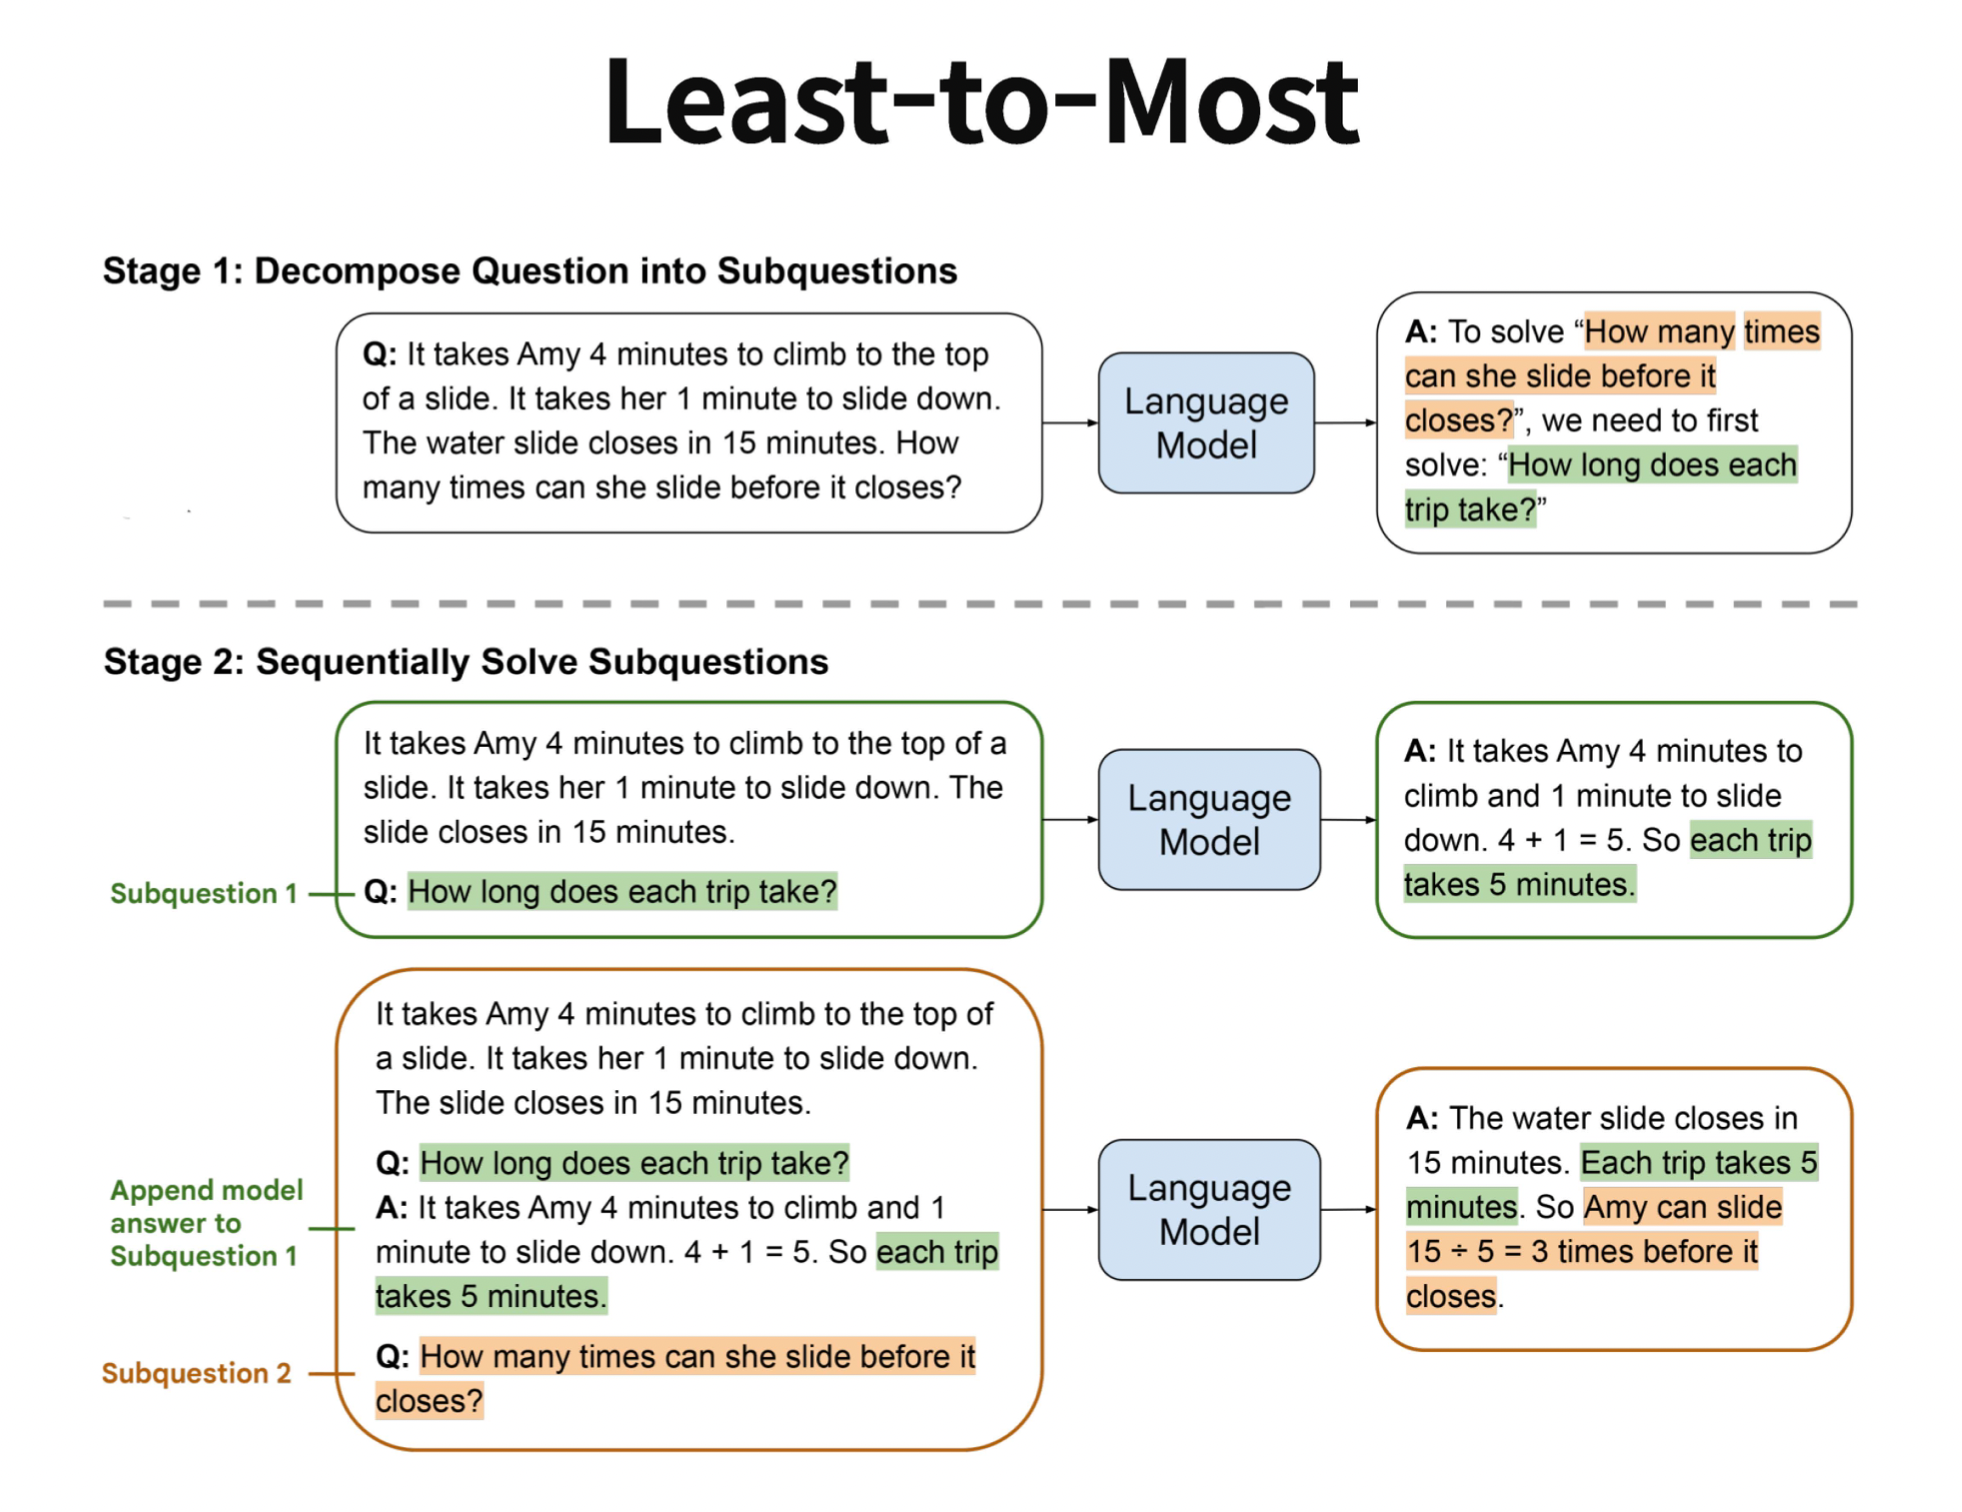 Least-to-Most
Stage 1: Decompose Question into Subquestions
Q: It takes Amy 4 minutes to climb to the top
of a slide. It takes her 1 minute to slide down.
The water slide closes in 15 minutes. How
many times can she slide before it closes?
Language
Model
A: To solve “How many times
can she slide before it
closes?”, we need to first
solve: “How long does each
trip take?”
Stage 2: Sequentially Solve Subquestions
It takes Amy 4 minutes to climb to the top of a
slide. It takes her 1 minute to slide down. The
slide closes in 15 minutes.
Subquestion 1
Q: How long does each trip take?
Language
Model
A: It takes Amy 4 minutes to
climb and 1 minute to slide
down. 4 + 1 = 5. So each trip
takes 5 minutes.
It takes Amy 4 minutes to climb to the top of
a slide. It takes her 1 minute to slide down.
The slide closes in 15 minutes.
Append model
answer to
Subquestion 1
Q: How long does each trip take?
A: It takes Amy 4 minutes to climb and 1
minute to slide down. 4 + 1 = 5. So each trip
takes 5 minutes.
Subquestion 2
Q: How many times can she slide before it
closes?
Language
Model
A: The water slide closes in
15 minutes. Each trip takes 5
minutes. So Amy can slide
15 ÷ 5 = 3 times before it
closes.